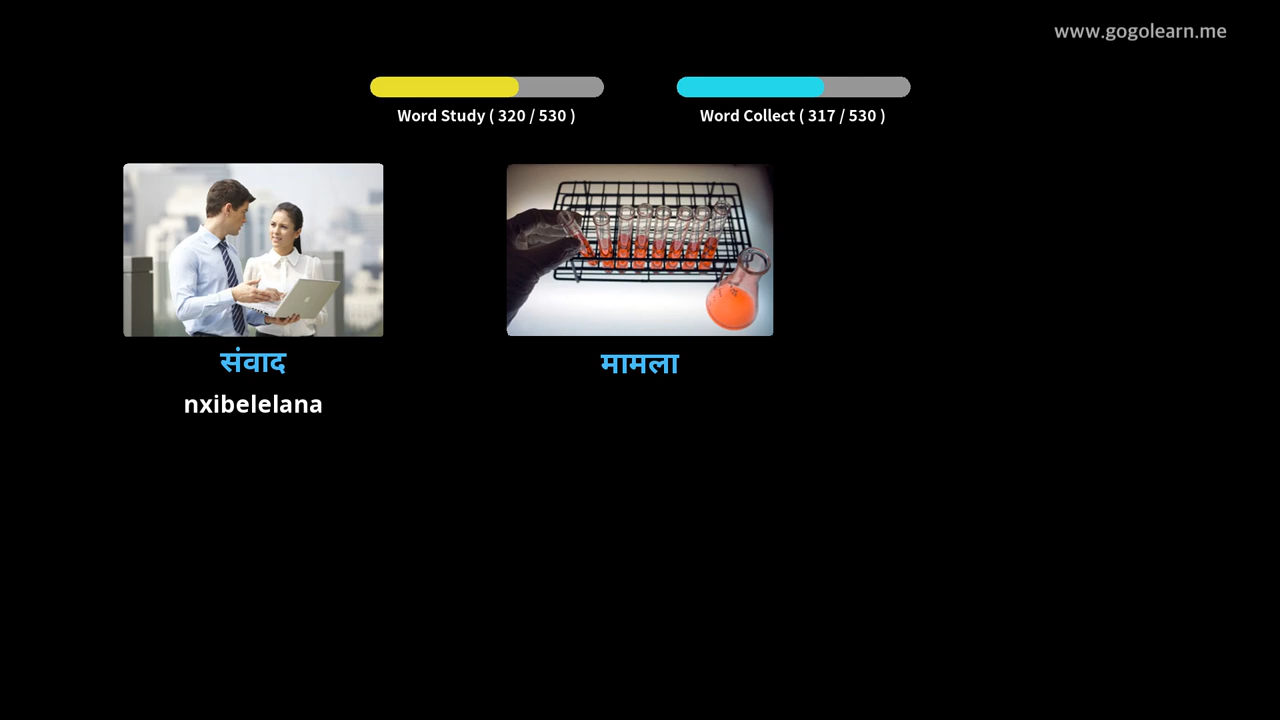 www.gogolearn.me
Word Study ( 320 / 530 )
Word Collect ( 317 / 530 )
संवाद
मामला
nxibelelana